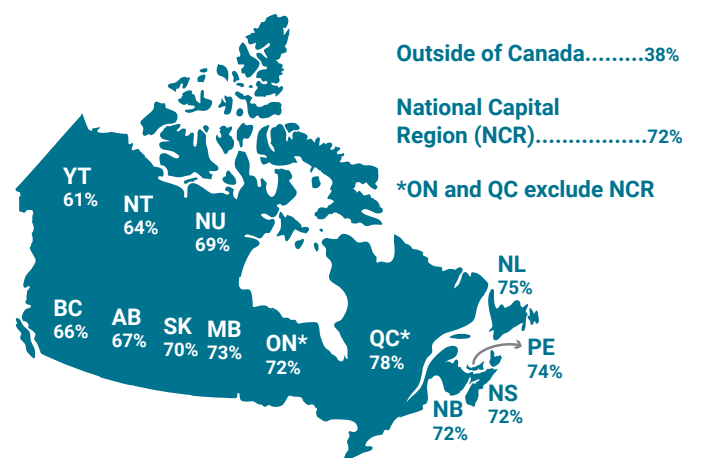 Outside of Canada.........38%
National Capital
Region (NCR).................72%
*ON and QC exclude NCR
YT
61%
NT
64%
NU
69%
BC
66%
AB
67%
SK
70%
MB
73%
ON*
72%
QC*
78%
NL
75%
PE
74%
NS
72%
NB
72%